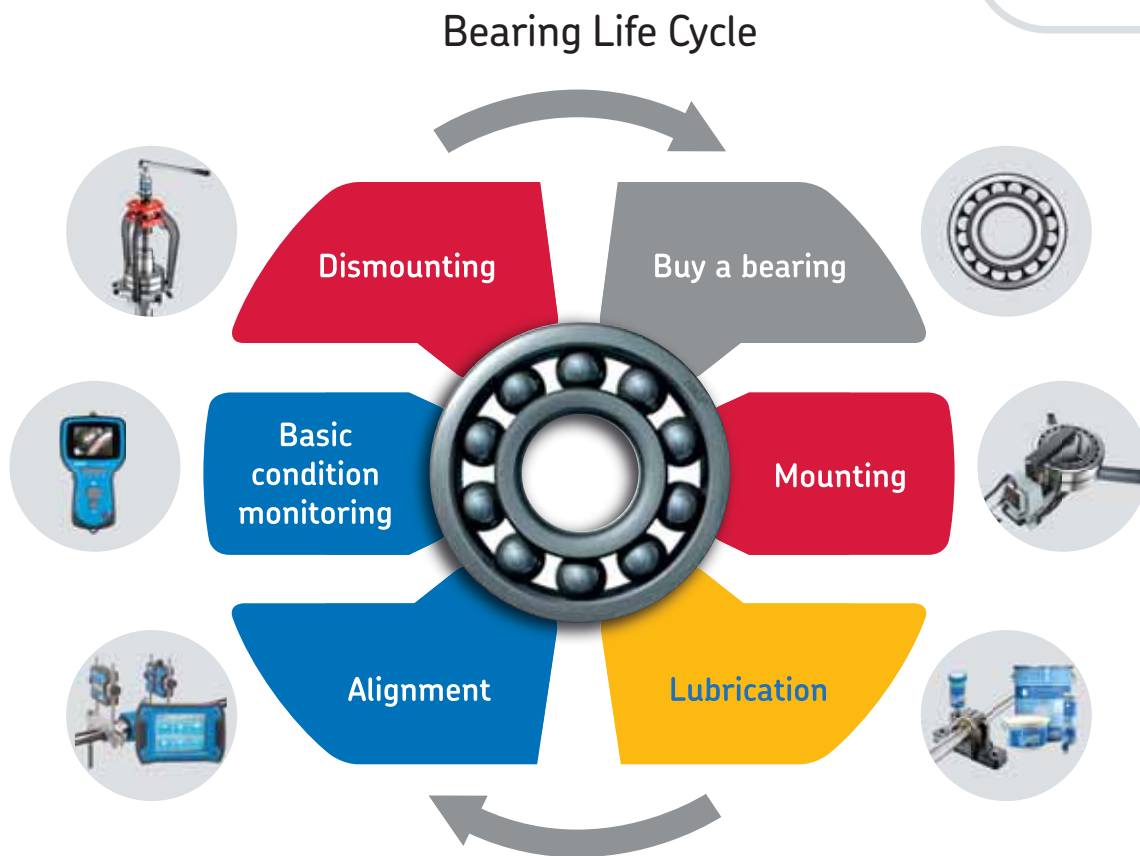 Bearing Life Cycle
Dismounting
Buy a bearing
Basic
condition
monitoring
Mounting
Alignment
Lubrication